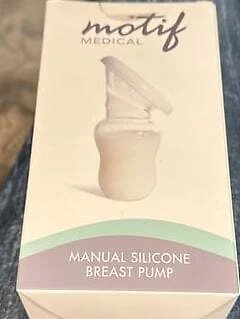 motif
MEDICAL
MANUAL SILICONE
BREAST PUMP